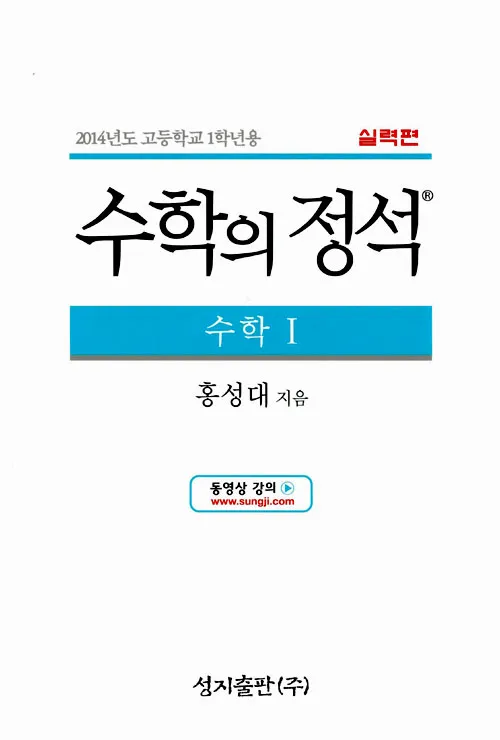 2014년도 고등학교 1학년용 실력편
수학의 정석®
수학 I
홍성대 지음
동영상 강의
www.sungji.com
성지출판(주)